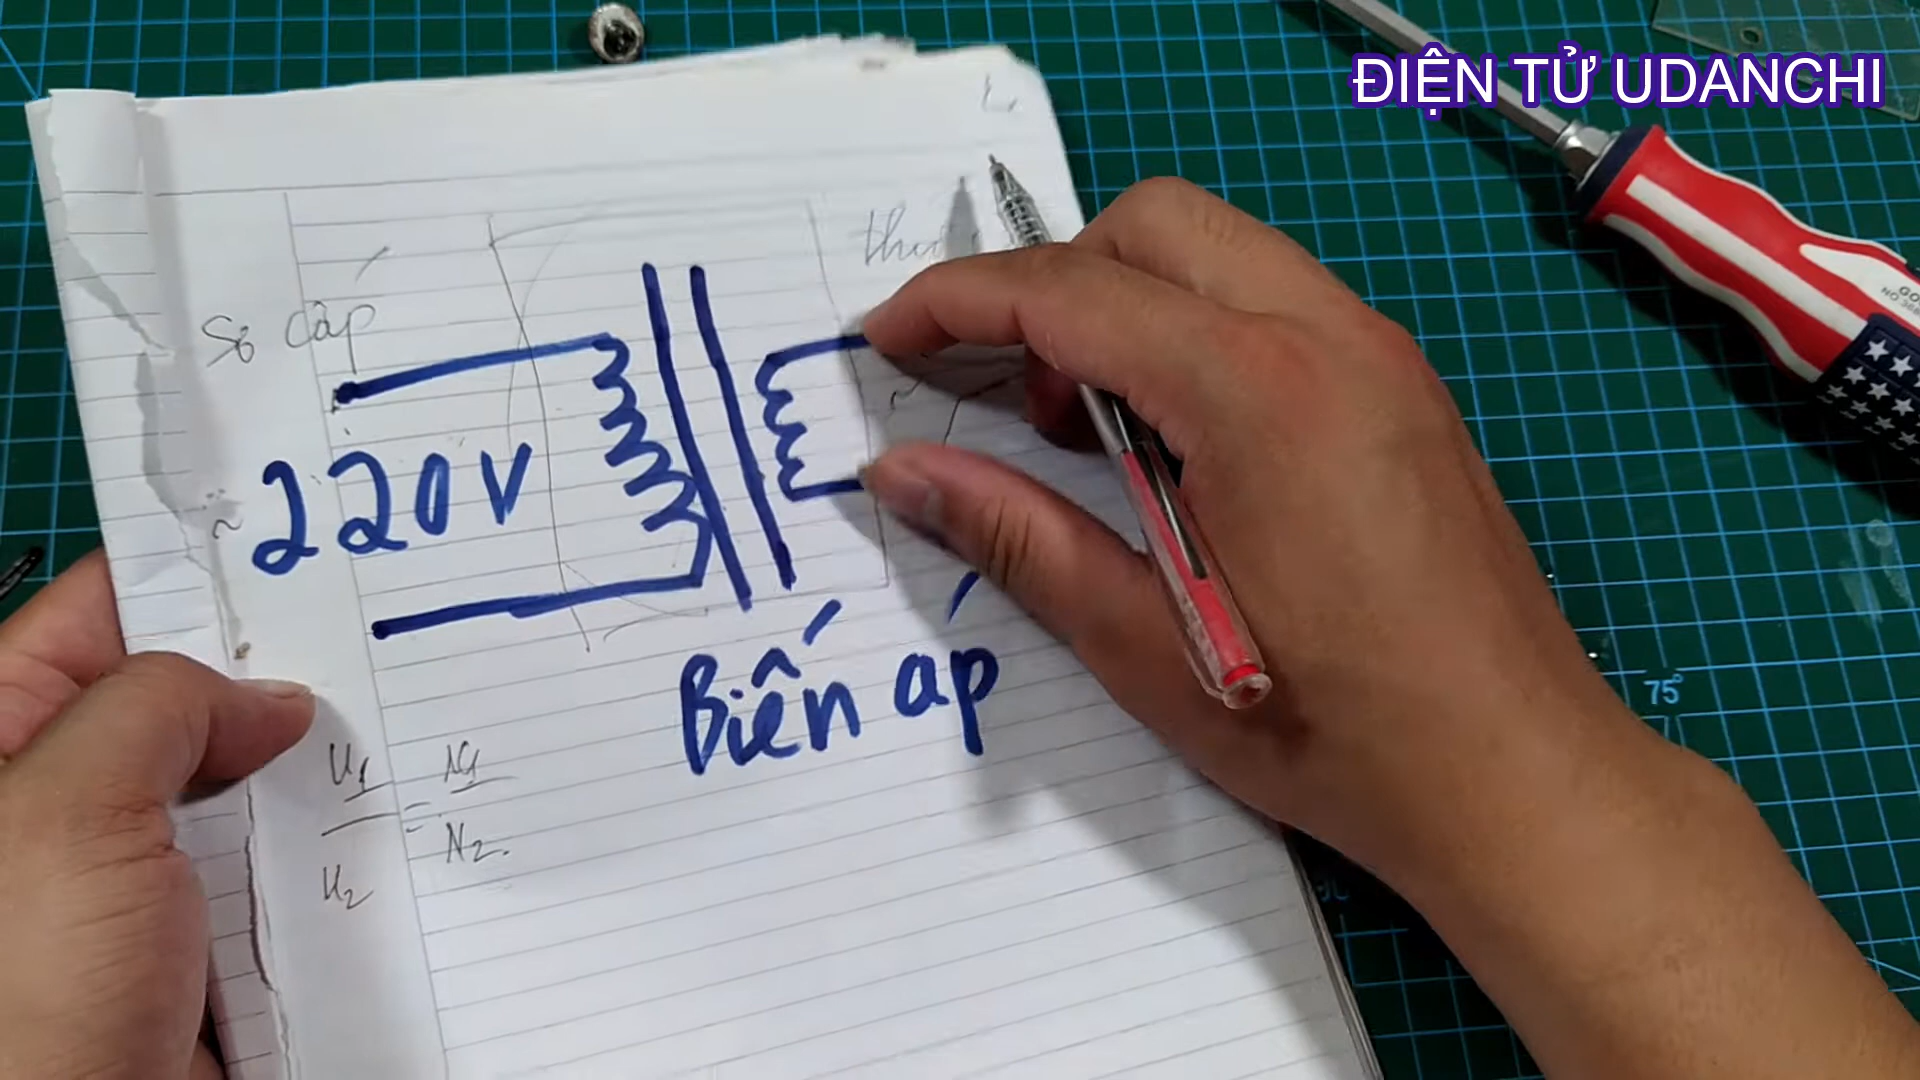 ĐIỆN TỬ UDANCHI
Sơ cấp
~ 220V
Biến áp
U1 = N1
U2 N2
75°